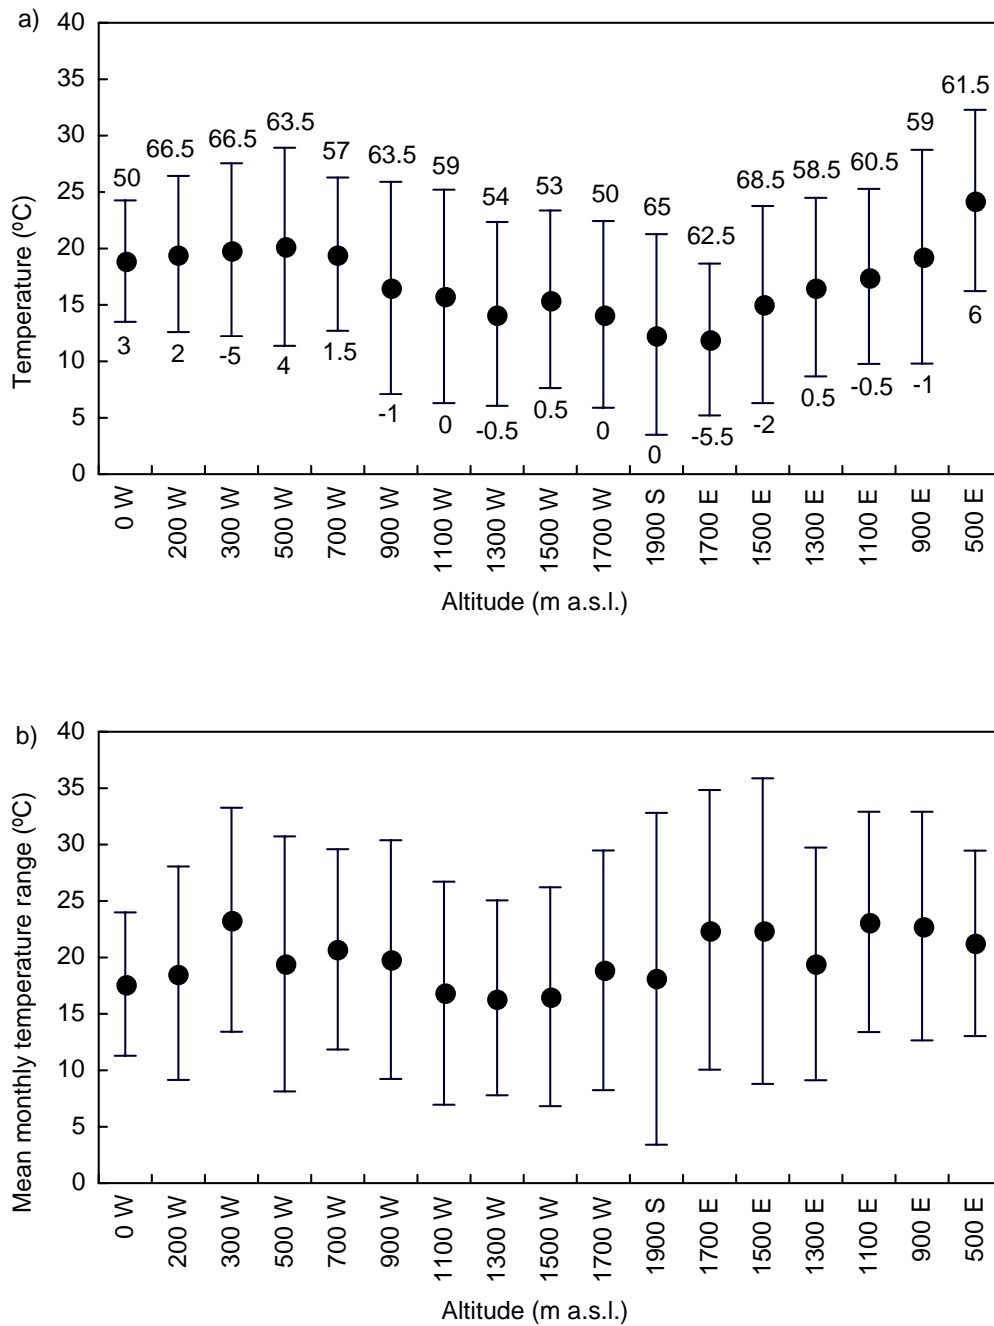 a)
40
35
30
25
20
15
10
5
0
Temperature (ºC)
50 66.5 66.5 63.5 57 63.5 59 54 53 50 65 62.5 68.5 58.5 60.5 59 61.5
3 2 -5 4 1.5 -1 0 -0.5 0.5 0 0 -5.5 -2 0.5 -0.5 -1 6
0 W
200 W
300 W
500 W
700 W
900 W
1100 W
1300 W
1500 W
1700 W
1900 S
1700 E
1500 E
1300 E
1100 E
900 E
500 E
Altitude (m a.s.l.)
b)
40
35
30
25
20
15
10
5
0
Mean monthly temperature range (ºC)
0 W
200 W
300 W
500 W
700 W
900 W
1100 W
1300 W
1500 W
1700 W
1900 S
1700 E
1500 E
1300 E
1100 E
900 E
500 E
Altitude (m a.s.l.)